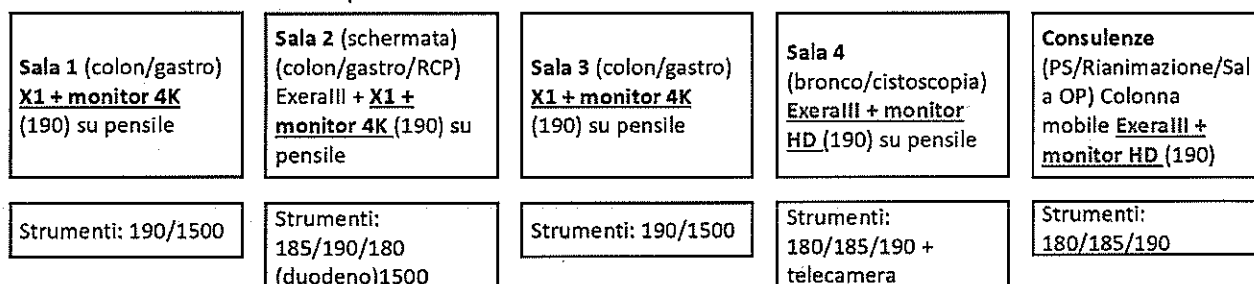 Sala 1 (colon/gastro)
X1 + monitor 4K
(190) su pensile
Sala 2 (schermata)
(colon/gastro/RCP)
ExeraIII + X1 +
monitor 4K (190) su
pensile
Sala 3 (colon/gastro)
X1 + monitor 4K
(190) su pensile
Sala 4
(bronco/cistoscopia)
ExeraIII + monitor
HD (190) su pensile
Consulenze
(PS/Rianimazione/Sal
a OP) Colonna
mobile ExeraIII +
monitor HD (190)
Strumenti: 190/1500
Strumenti:
185/190/180
(duodeno)1500
Strumenti: 190/1500
Strumenti:
180/185/190 +
telecamera
Strumenti:
180/185/190